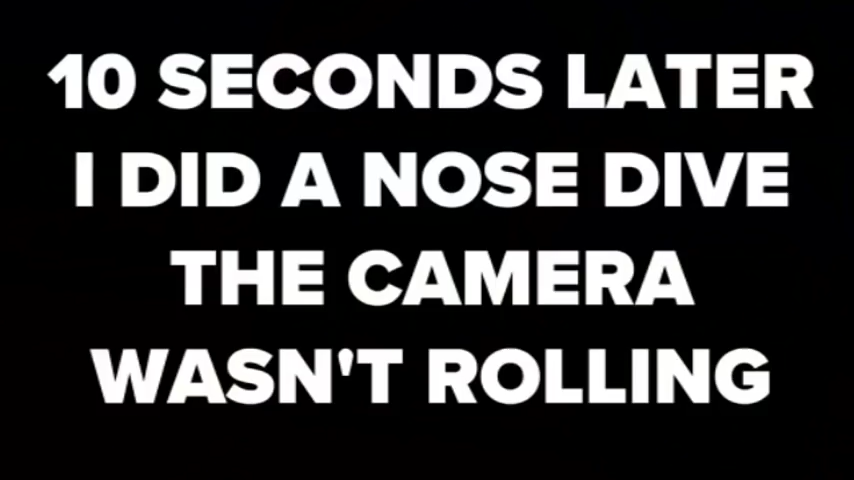 10 SECONDS LATER
I DID A NOSE DIVE
THE CAMERA
WASN'T ROLLING